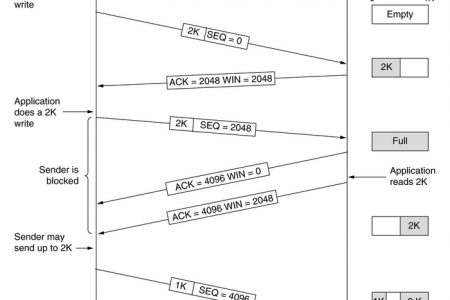 write
Empty
2K SEQ = 0
2K
ACK = 2048 WIN = 2048
Application
does a 2K
write
2K SEQ = 2048
Full
Sender is
blocked
Application
reads 2K
ACK = 4096 WIN = 0
ACK = 4096 WIN = 2048
2K
Sender may
send up to 2K
1K SEQ = 4096
1K